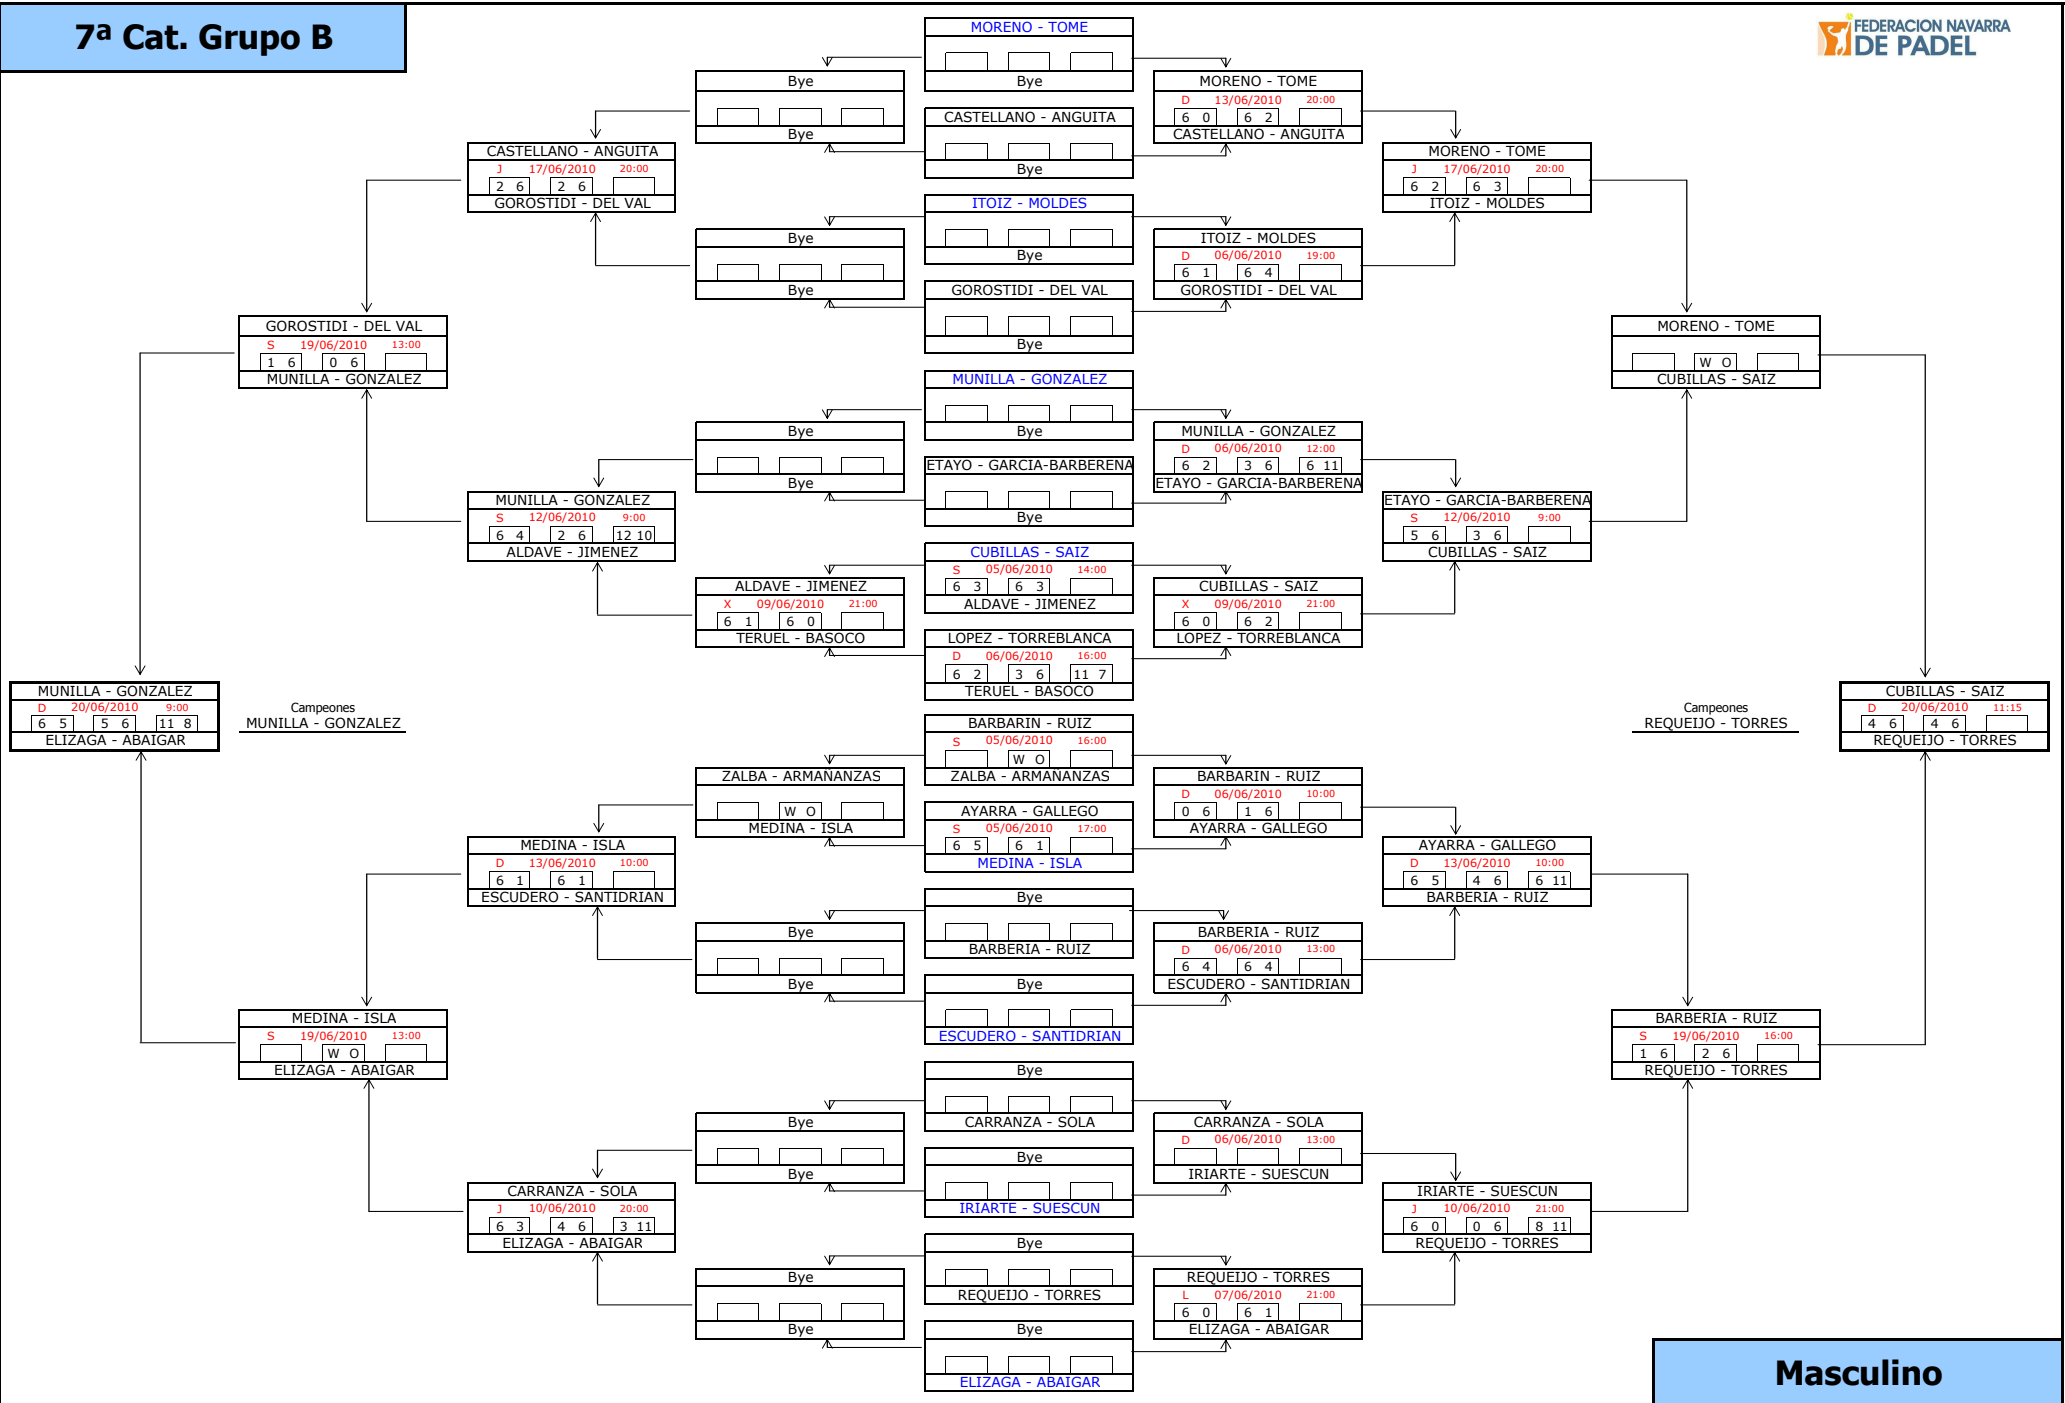 7ª Cat. Grupo B
FEDERACION NAVARRA
DE PADEL
MORENO - TOME
Bye
CASTELLANO - ANGUITA
Bye
ITOIZ - MOLDES
Bye
GOROSTIDI - DEL VAL
Bye
MUNILLA - GONZALEZ
Bye
ETAYO - GARCIA-BARBERENA
Bye
CUBILLAS - SAIZ
S 05/06/2010 14:00
6 3 6 3
ALDAVE - JIMENEZ
LOPEZ - TORREBLANCA
D 06/06/2010 16:00
6 2 3 6 11 7
TERUEL - BASOCO
BARBARIN - RUIZ
S 05/06/2010 16:00
W O
ZALBA - ARMAÑANZAS
AYARRA - GALLEGO
S 05/06/2010 17:00
6 5 6 1
MEDINA - ISLA
Bye
BARBERIA - RUIZ
Bye
ESCUDERO - SANTIDRIAN
Bye
CARRANZA - SOLA
Bye
IRIARTE - SUESCUN
Bye
REQUEIJO - TORRES
Bye
ELIZAGA - ABAIGAR
Bye
Bye
Bye
Bye
Bye
Bye
ALDAVE - JIMENEZ
X 09/06/2010 21:00
6 1 6 0
TERUEL - BASOCO
ZALBA - ARMAÑANZAS
W O
MEDINA - ISLA
Bye
Bye
Bye
Bye
Bye
Bye
CASTELLANO - ANGUITA
J 17/06/2010 20:00
2 6 2 6
GOROSTIDI - DEL VAL
MUNILLA - GONZALEZ
S 12/06/2010 9:00
6 4 2 6 12 10
ALDAVE - JIMENEZ
MEDINA - ISLA
D 13/06/2010 10:00
6 1 6 1
ESCUDERO - SANTIDRIAN
CARRANZA - SOLA
J 10/06/2010 20:00
6 3 4 6 3 11
ELIZAGA - ABAIGAR
GOROSTIDI - DEL VAL
S 19/06/2010 13:00
1 6 0 6
MUNILLA - GONZALEZ
MEDINA - ISLA
S 19/06/2010 13:00
W O
ELIZAGA - ABAIGAR
MUNILLA - GONZALEZ
D 20/06/2010 9:00
6 5 5 6 11 8
ELIZAGA - ABAIGAR
Campeones
MUNILLA - GONZALEZ
MORENO - TOME
D 13/06/2010 20:00
6 0 6 2
CASTELLANO - ANGUITA
ITOIZ - MOLDES
D 06/06/2010 19:00
6 1 6 4
GOROSTIDI - DEL VAL
MUNILLA - GONZALEZ
D 06/06/2010 12:00
6 2 3 6 6 11
ETAYO - GARCIA-BARBERENA
CUBILLAS - SAIZ
X 09/06/2010 21:00
6 0 6 2
LOPEZ - TORREBLANCA
BARBARIN - RUIZ
D 06/06/2010 10:00
0 6 1 6
AYARRA - GALLEGO
BARBERIA - RUIZ
D 06/06/2010 13:00
6 4 6 4
ESCUDERO - SANTIDRIAN
CARRANZA - SOLA
D 06/06/2010 13:00
IRIARTE - SUESCUN
REQUEIJO - TORRES
L 07/06/2010 21:00
6 0 6 1
ELIZAGA - ABAIGAR
MORENO - TOME
J 17/06/2010 20:00
6 2 6 3
ITOIZ - MOLDES
ETAYO - GARCIA-BARBERENA
S 12/06/2010 9:00
5 6 3 6
CUBILLAS - SAIZ
AYARRA - GALLEGO
D 13/06/2010 10:00
6 5 4 6 6 11
BARBERIA - RUIZ
IRIARTE - SUESCUN
J 10/06/2010 21:00
6 0 0 6 8 11
REQUEIJO - TORRES
MORENO - TOME
W O
CUBILLAS - SAIZ
BARBERIA - RUIZ
S 19/06/2010 16:00
1 6 2 6
REQUEIJO - TORRES
Campeones
REQUEIJO - TORRES
CUBILLAS - SAIZ
D 20/06/2010 11:15
4 6 4 6
REQUEIJO - TORRES
Masculino